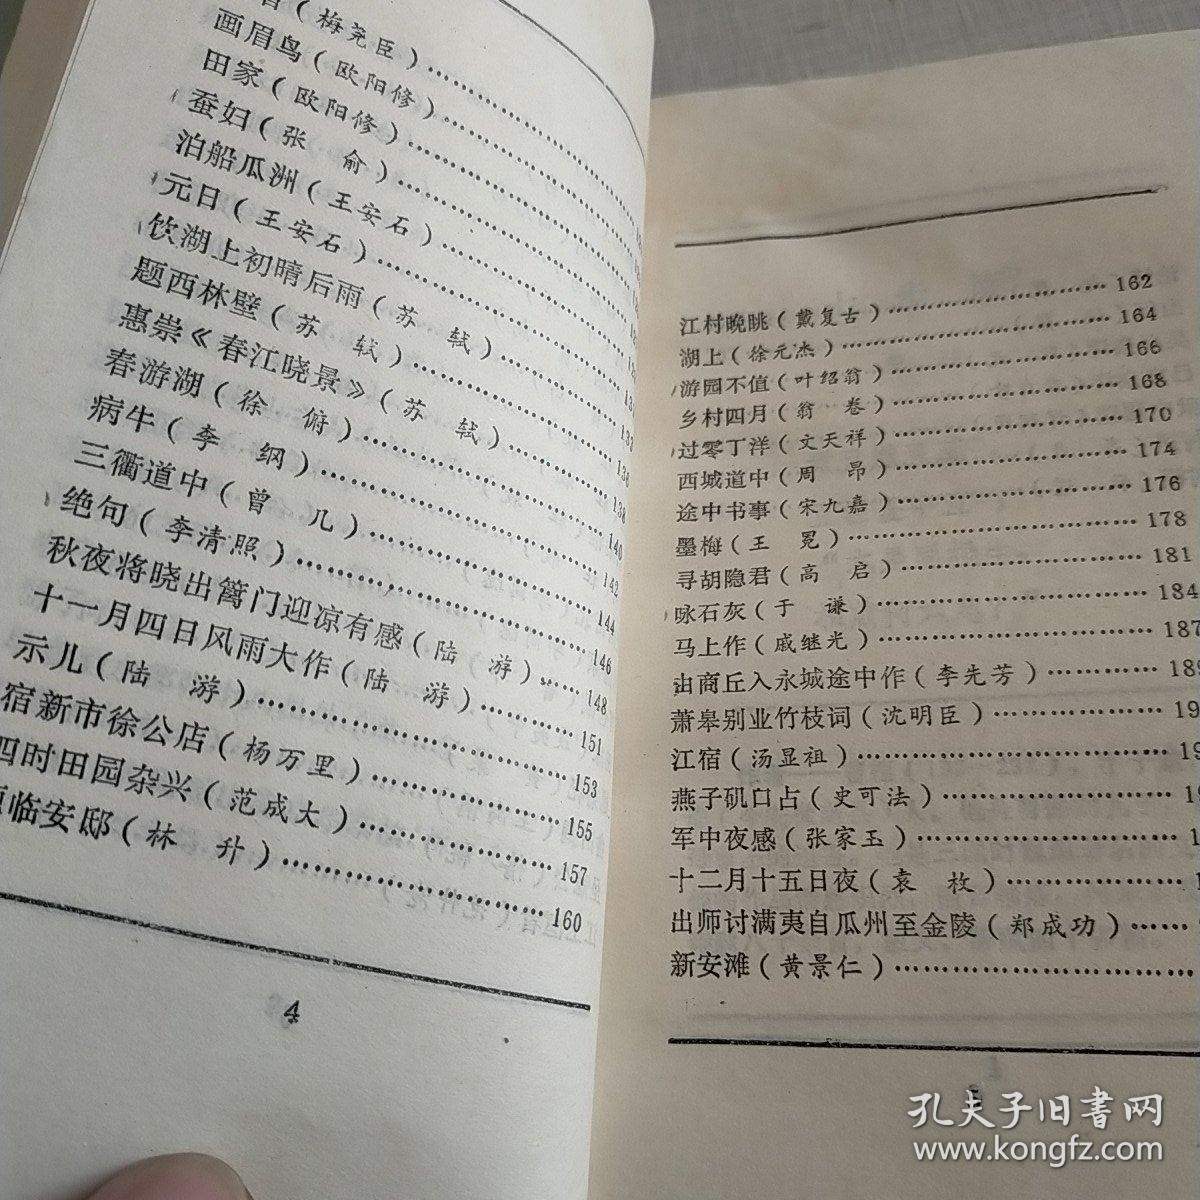 （梅尧臣）……
画眉鸟（欧阳修）……
田家（欧阳修）……
蚕妇（张　俞）……
泊船瓜洲（王安石）……
元日（王安石）……
饮湖上初晴后雨（苏　轼）……
题西林壁（苏　轼）……
惠崇《春江晓景》（苏　轼）……
春游湖（徐　俯）……136
病牛（李　纲）……138
三衢道中（曾　几）……140
绝句（李清照）……142
秋夜将晓出篱门迎凉有感（陆　游）……
十一月四日风雨大作（陆　游）……148
示儿（陆　游）……151
宿新市徐公店（杨万里）……153
四时田园杂兴（范成大）……155
临安邸（林　升）……160
4
江村晚眺（戴复古）……162
湖上（徐元杰）……164
游园不值（叶绍翁）……166
乡村四月（翁　卷）……168
过零丁洋（文天祥）……170
西城道中（周　昂）……174
途中书事（宋九嘉）……176
墨梅（王　冕）……178
寻胡隐君（高　启）……181
咏石灰（于　谦）……184
马上作（戚继光）……187
由商丘入永城途中作（李先芳）……
萧皋别业竹枝词（沈明臣）……
江宿（汤显祖）……
燕子矶口占（史可法）……
军中夜感（张家玉）……
十二月十五日夜（袁　枚）……
出师讨满夷自瓜州至金陵（郑成功）……
新安滩（黄景仁）……
孔夫子旧书网
www.kongfz.com